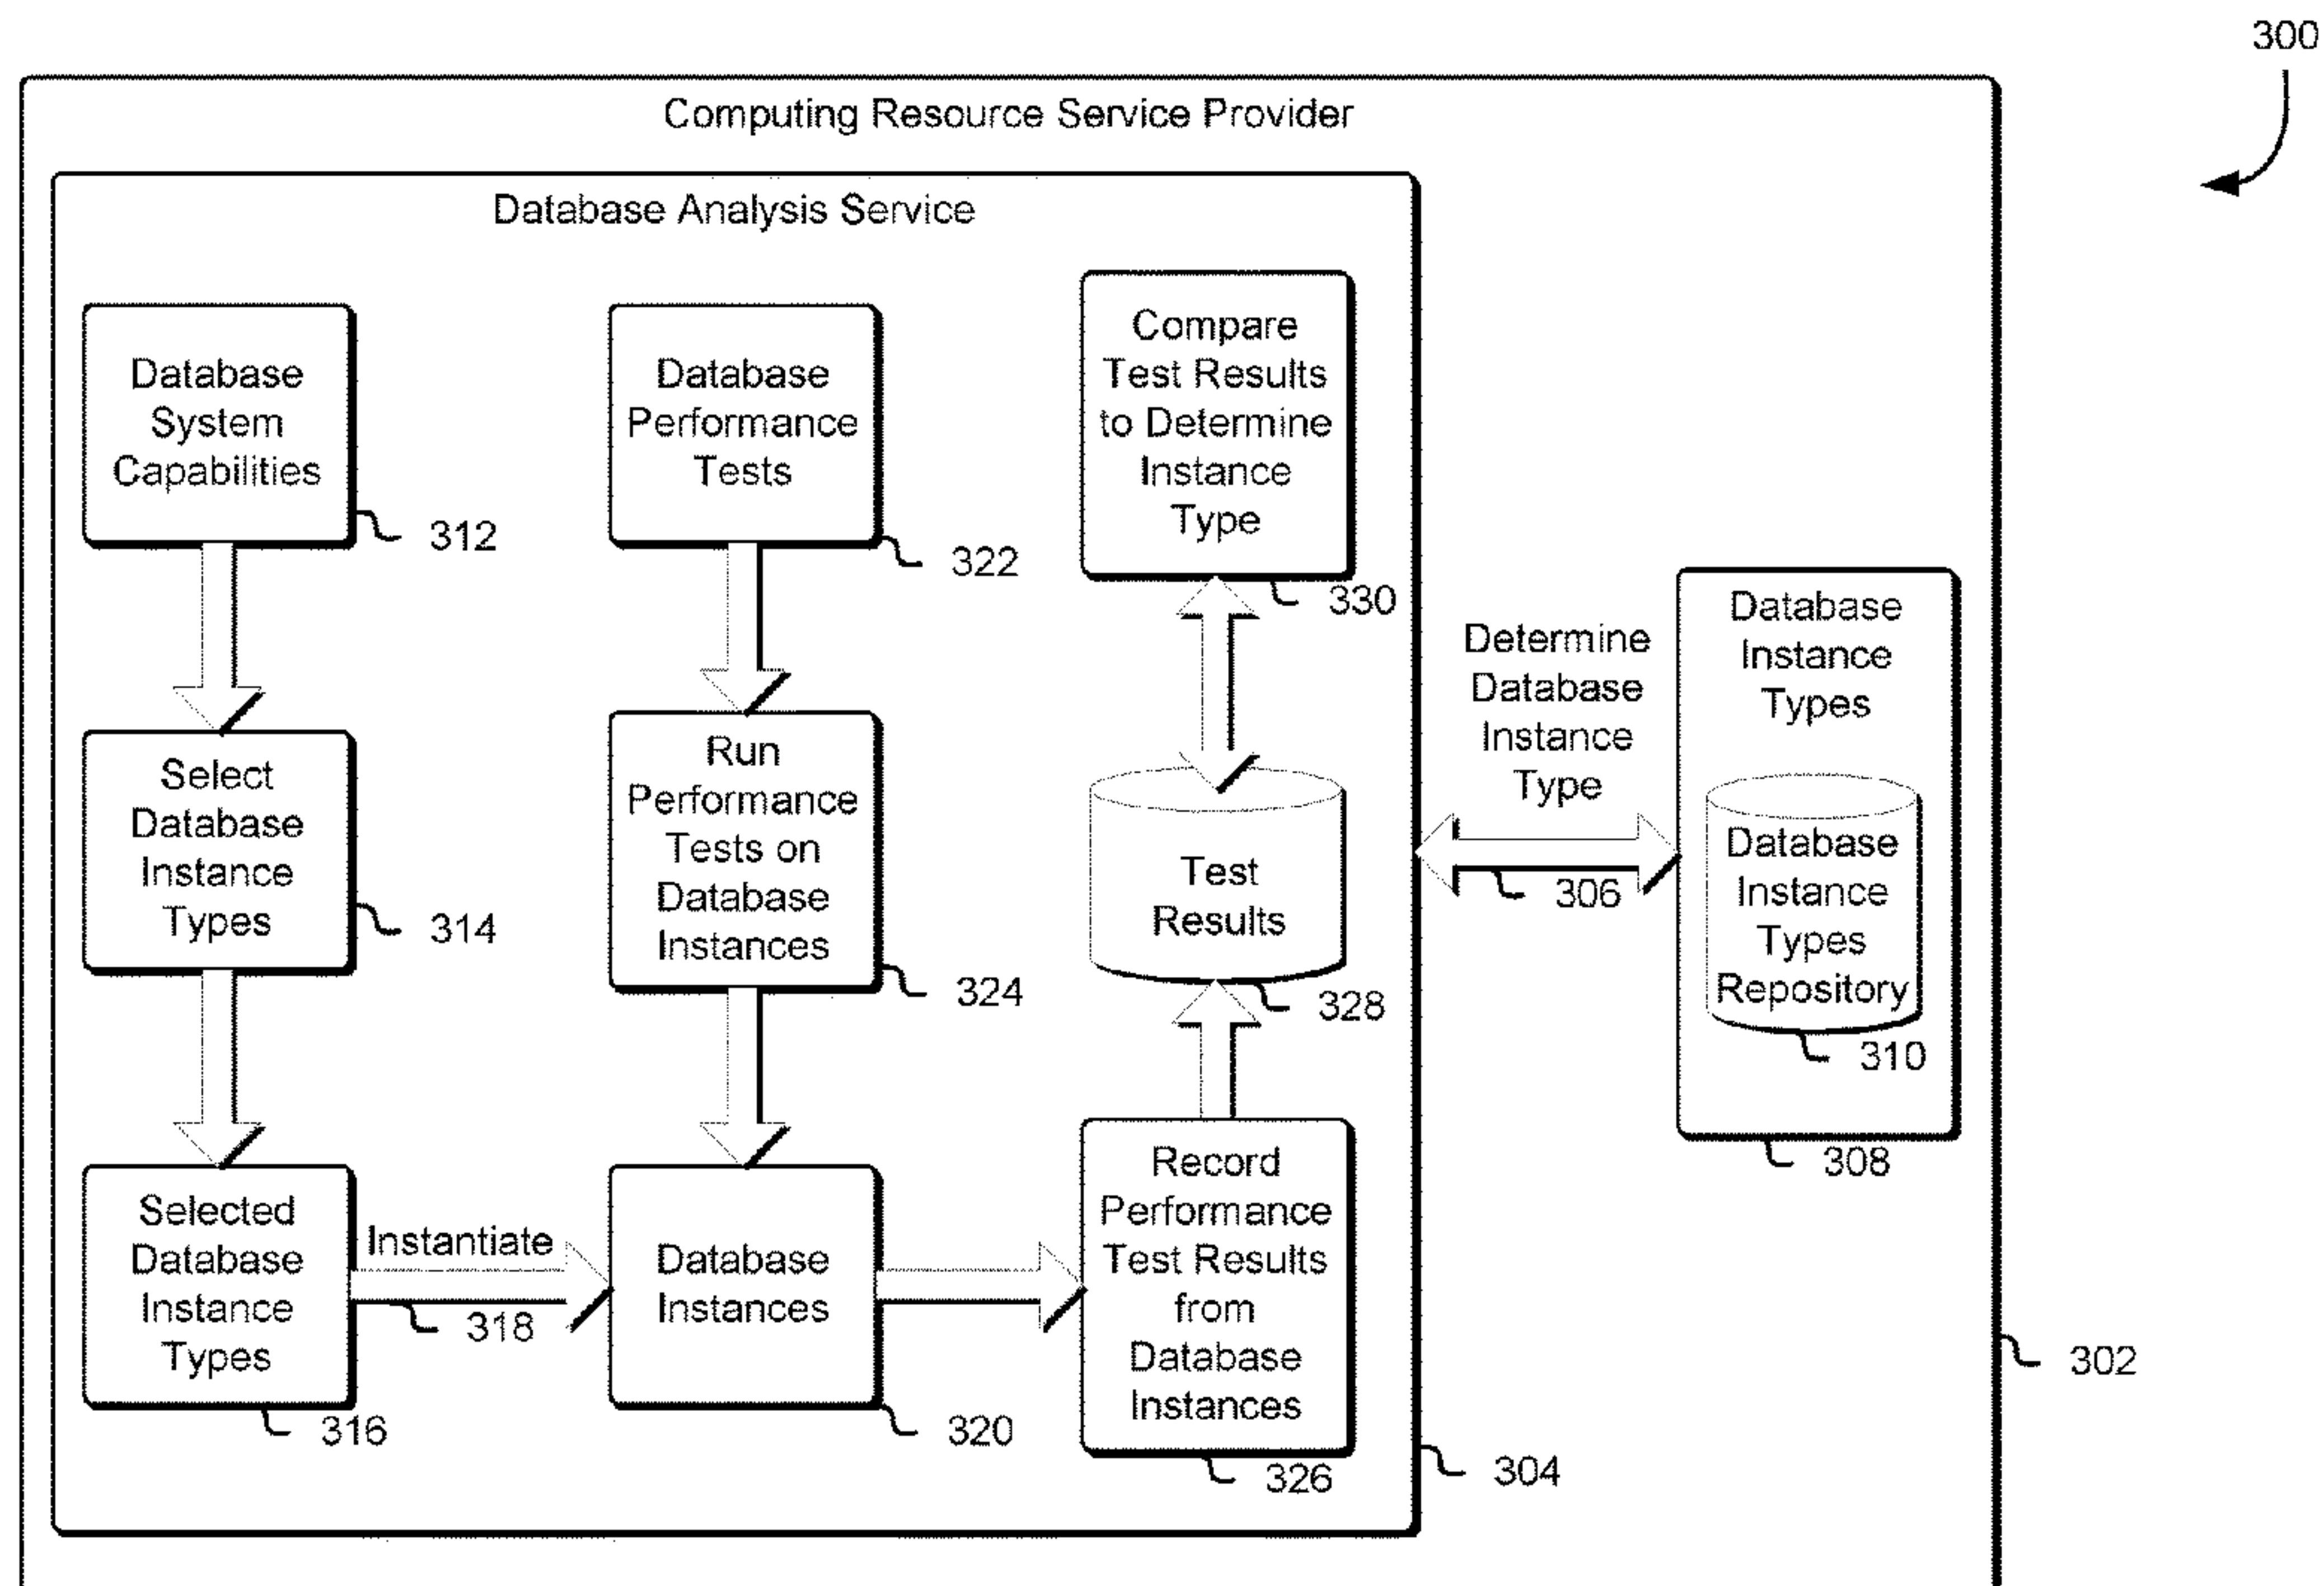 300
Computing Resource Service Provider
Database Analysis Service
Database
System
Capabilities
312
Database
Performance
Tests
322
Compare
Test Results
to Determine
Instance
Type
330
Select
Database
Instance
Types
314
Run
Performance
Tests on
Database
Instances
324
Test
Results
328
Determine
Database
Instance
Type
306
Database
Instance
Types
Database
Instance
Types
Repository
310
308
Selected
Database
Instance
Types
316
Instantiate
318
Database
Instances
320
Record
Performance
Test Results
from
Database
Instances
326
304
302